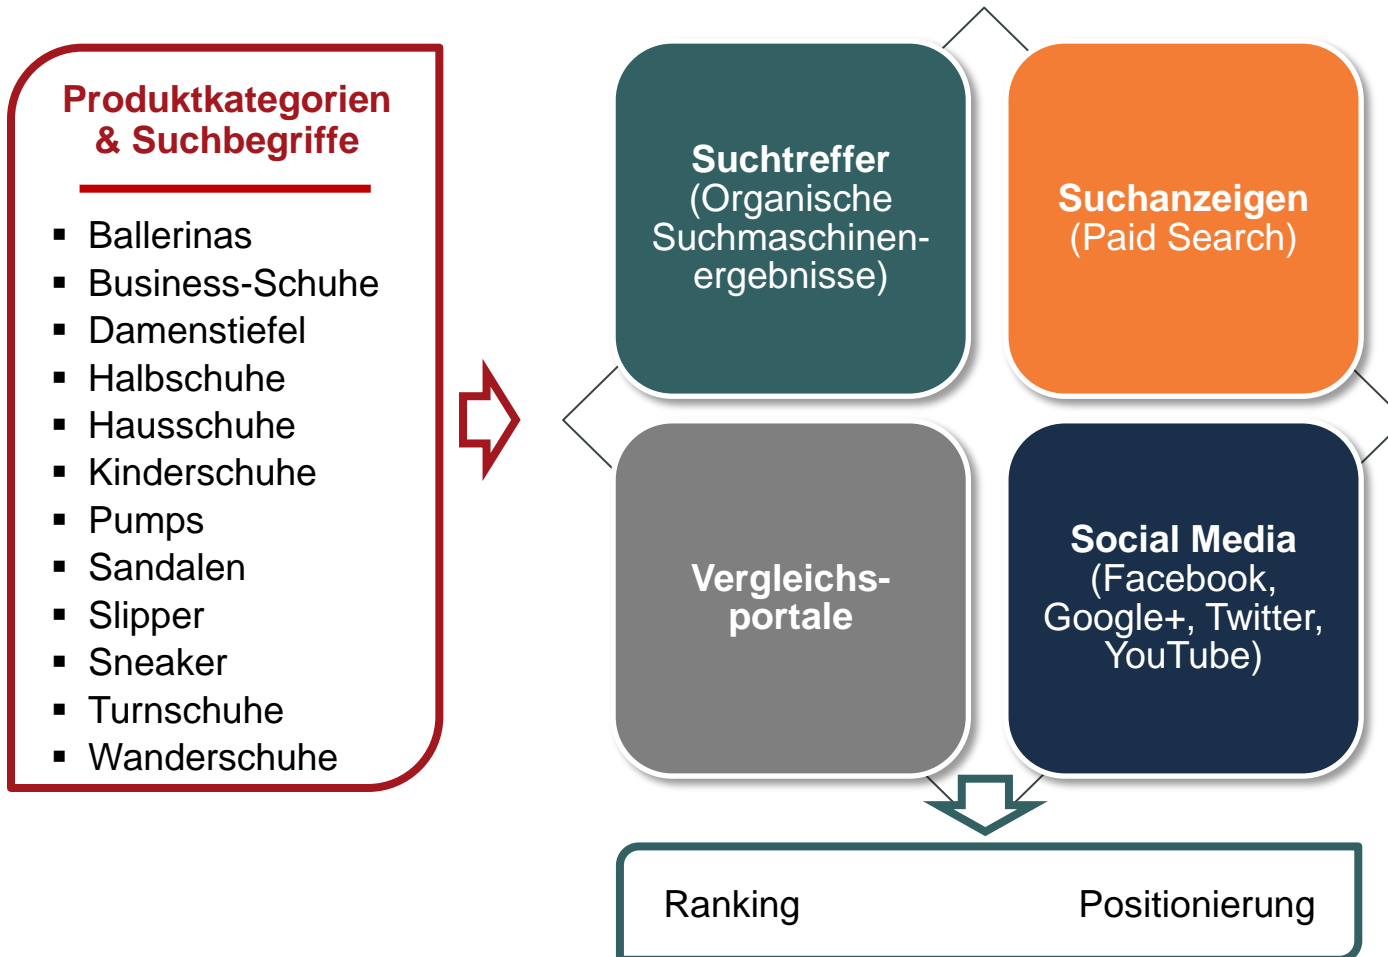 Produktkategorien
& Suchbegriffe
▪ Ballerinas
▪ Business-Schuhe
▪ Damenstiefel
▪ Halbschuhe
▪ Hausschuhe
▪ Kinderschuhe
▪ Pumps
▪ Sandalen
▪ Slipper
▪ Sneaker
▪ Turnschuhe
▪ Wanderschuhe
Suchtreffer
(Organische
Suchmaschinen-
ergebnisse)
Suchanzeigen
(Paid Search)
Vergleichs-
portale
Social Media
(Facebook,
Google+, Twitter,
YouTube)
Ranking
Positionierung